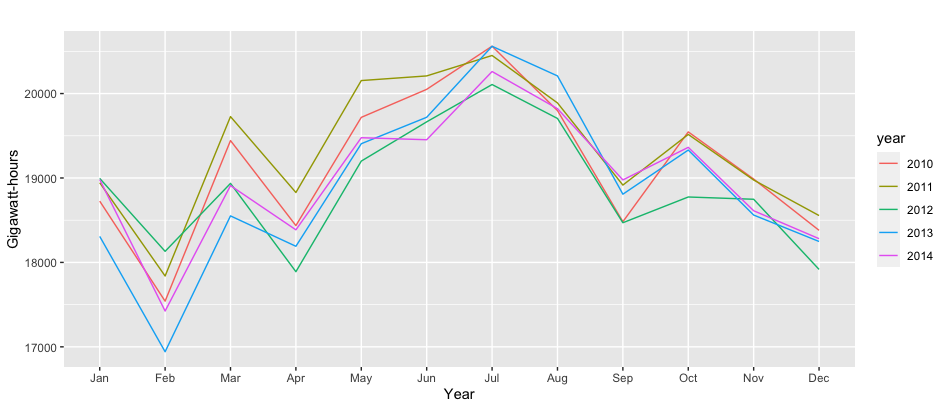 Gigawatt-hours
20000
19000
18000
17000
Jan Feb Mar Apr May Jun Jul Aug Sep Oct Nov Dec
Year
year
2010
2011
2012
2013
2014